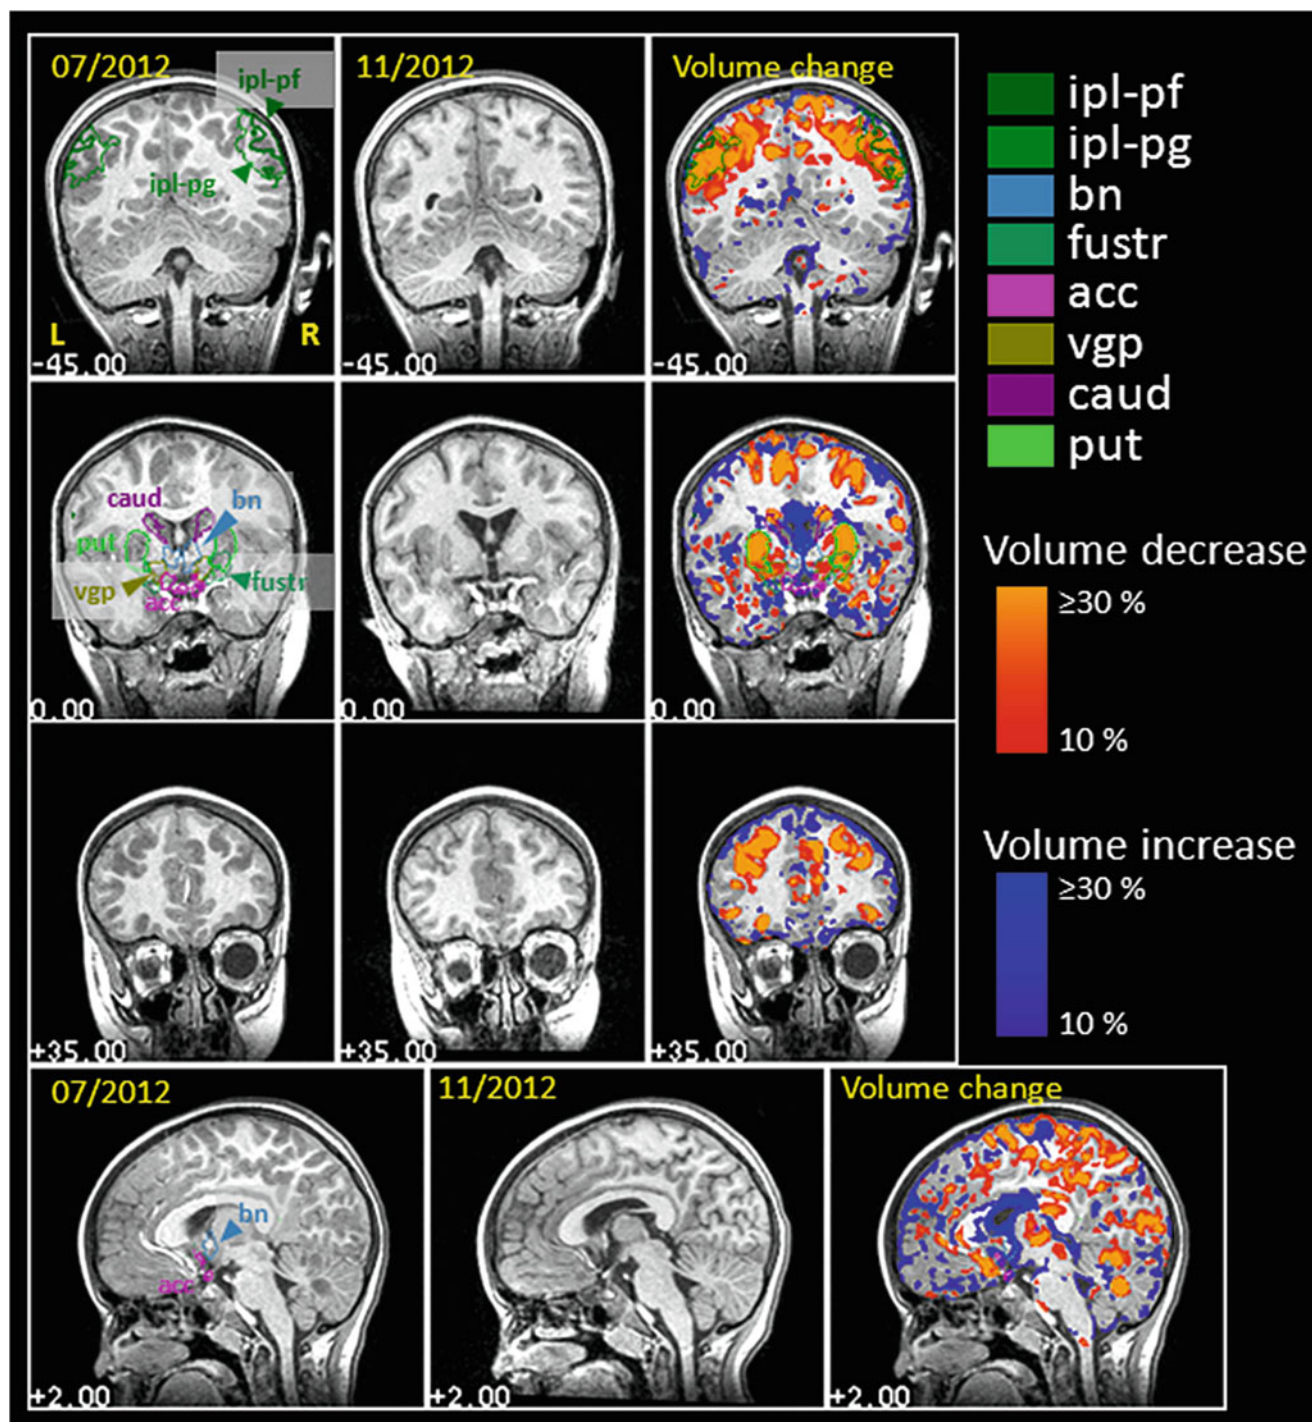 07/2012
ipl-pf
ipl-pg
L
R
-45.00
11/2012
-45.00
Volume change
-45.00
caud
bn
put
vgp
acc
fustr
0.00
0.00
0.00
+35.00
+35.00
+35.00
07/2012
bn
acc
+2.00
11/2012
+2.00
Volume change
+2.00
ipl-pf
ipl-pg
bn
fustr
acc
vgp
caud
put
Volume decrease
≥30 %
10 %
Volume increase
≥30 %
10 %